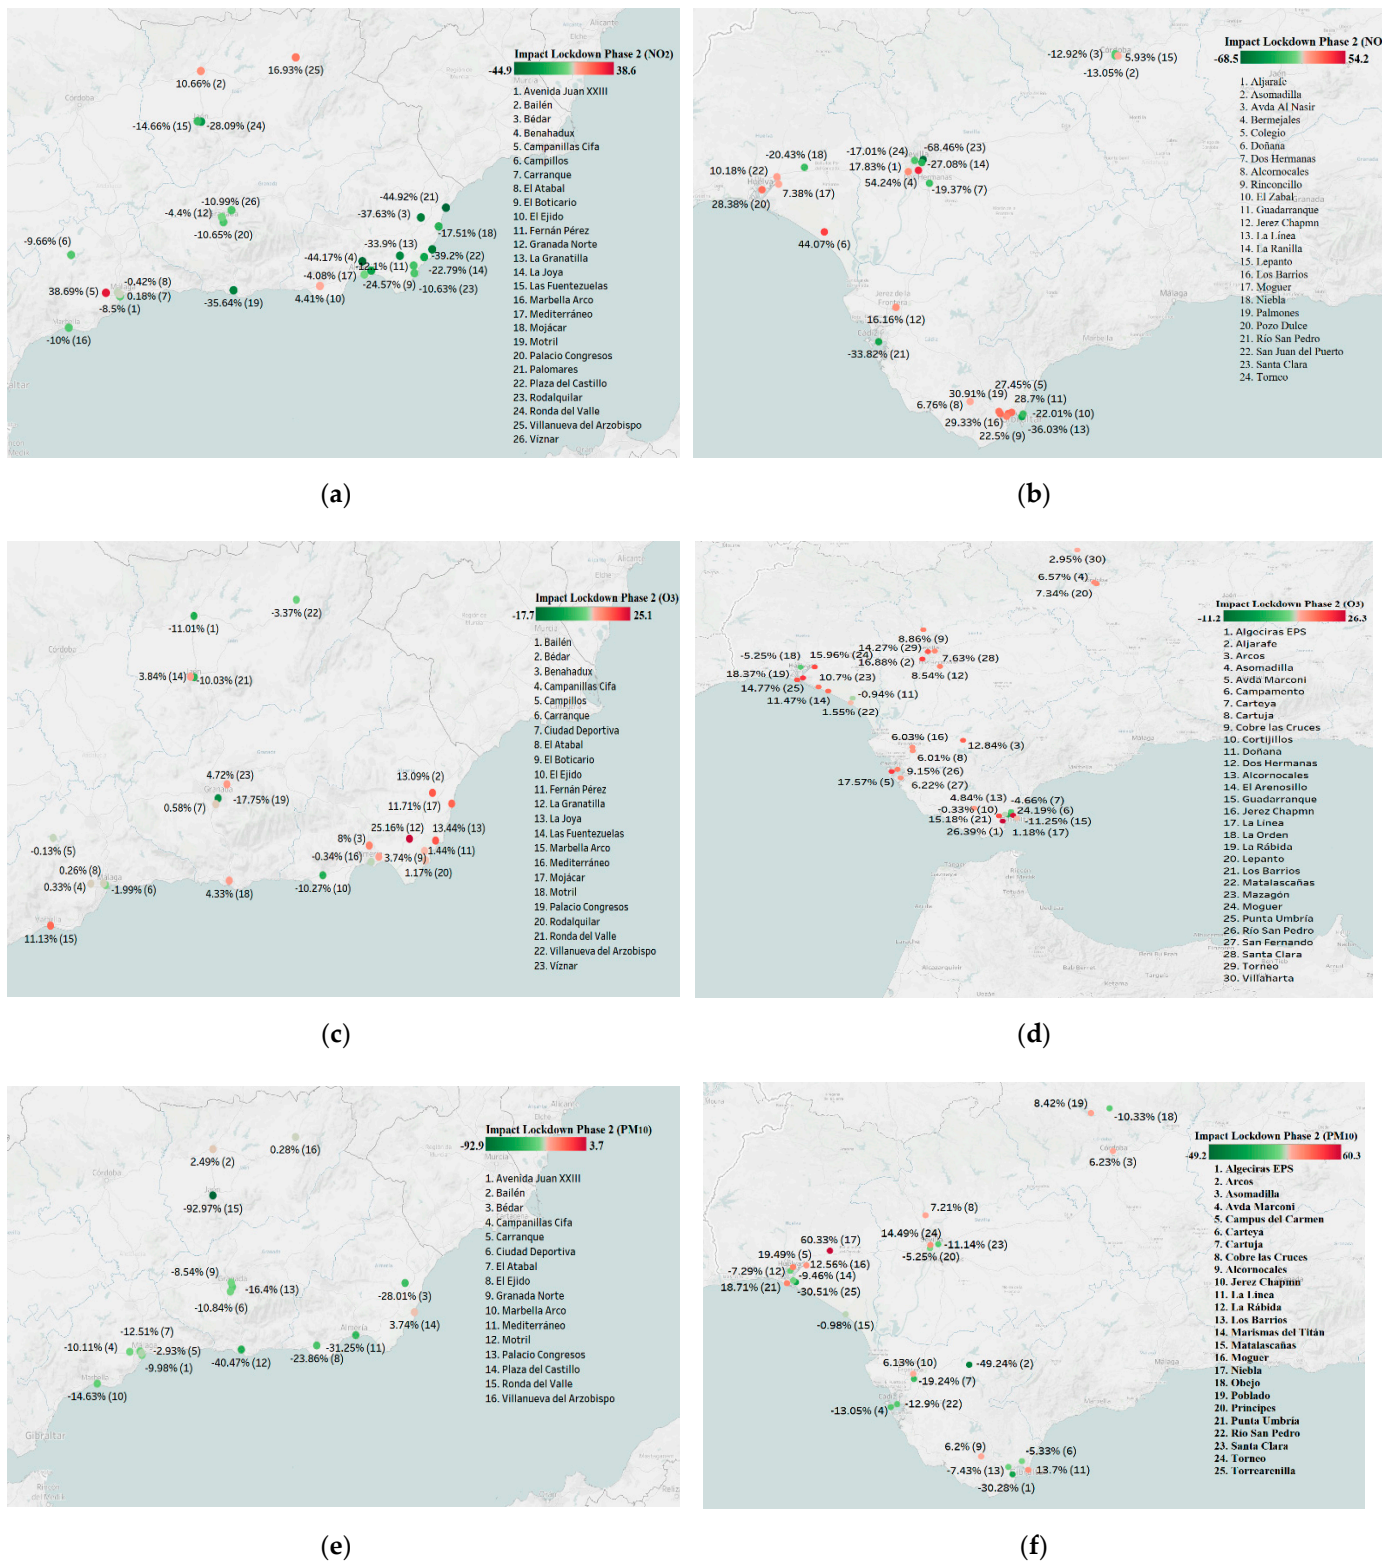 Impact Lockdown Phase 2 (NO2)
-44.9 38.6
1. Avenida Juan XXIII
2. Bailén
3. Bédar
4. Benahadux
5. Campanillas Cifa
6. Campillos
7. Carranque
8. El Atabal
9. El Boticario
10. El Ejido
11. Fernán Pérez
12. Granada Norte
13. La Granatilla
14. La Joya
15. Las Fuentezuelas
16. Marbella Arco
17. Mediterráneo
18. Mojácar
19. Motril
20. Palacio Congresos
21. Palomares
22. Plaza del Castillo
23. Rodalquilar
24. Ronda del Valle
25. Villanueva del Arzobispo
26. Víznar
16.93% (25)
10.66% (2)
Córdoba
-14.66% (15)
-28.09% (24)
-10.99% (26)
-4.4% (12)
-10.65% (20)
-44.92% (21)
-37.63% (3)
-17.51% (18)
-9.66% (6)
-33.9% (13)
-39.2% (22)
-44.17% (4)
-12.1% (11)
-22.79% (14)
-4.08% (17)
-24.57% (9)
-10.63% (23)
-0.42% (8)
38.69% (5)
0.18% (7)
-8.5% (1)
-35.64% (19)
4.41% (10)
Marbella
-10% (16)
(a)
Impact Lockdown Phase 2 (NO
-68.5 54.2
1. Aljarafe
2. Asomadilla
3. Avda Al Nasir
4. Bermejales
5. Colegio
6. Doñana
7. Dos Hermanas
8. Alcornocales
9. Rinconcillo
10. El Zabal
11. Guadarranque
12. Jerez Chapmn
13. La Línea
14. La Ranilla
15. Lepanto
16. Los Barrios
17. Moguer
18. Niebla
19. Palmones
20. Pozo Dulce
21. Río San Pedro
22. San Juan del Puerto
23. Santa Clara
24. Torneo
-12.92% (3)
5.93% (15)
-13.05% (2)
-20.43% (18)
-17.01% (24)
-68.46% (23)
10.18% (22)
17.83% (1)
-27.08% (14)
7.38% (17)
54.24% (4)
-19.37% (7)
28.38% (20)
44.07% (6)
Jerez de la
Frontera
16.16% (12)
-33.82% (21)
Málaga
Marbella
27.45% (5)
30.91% (19)
28.7% (11)
6.76% (8)
-22.01% (10)
29.33% (16)
-36.03% (13)
22.5% (9)
(b)
Impact Lockdown Phase 2 (O3)
-17.7 25.1
1. Bailén
2. Bédar
3. Benahadux
4. Campanillas Cifa
5. Campillos
6. Carranque
7. Ciudad Deportiva
8. El Atabal
9. El Boticario
10. El Ejido
11. Fernán Pérez
12. La Granatilla
13. La Joya
14. Las Fuentezuelas
15. Marbella Arco
16. Mediterráneo
17. Mojácar
18. Motril
19. Palacio Congresos
20. Rodalquilar
21. Ronda del Valle
22. Villanueva del Arzobispo
23. Víznar
-3.37% (22)
-11.01% (1)
Córdoba
3.84% (14)
-10.03% (21)
4.72% (23)
-17.75% (19)
0.58% (7)
13.09% (2)
11.71% (17)
-0.13% (5)
25.16% (12)
13.44% (13)
8% (3)
1.44% (11)
-0.34% (16)
3.74% (9)
1.17% (20)
0.26% (8)
0.33% (4)
-1.99% (6)
4.33% (18)
-10.27% (10)
11.13% (15)
(c)
Impact Lockdown Phase 2 (O3)
-11.2 26.3
1. Algeciras EPS
2. Aljarafe
3. Arcos
4. Asomadilla
5. Avda Marconi
6. Campamento
7. Carteya
8. Cartuja
9. Cobre las Cruces
10. Cortijillos
11. Doñana
12. Dos Hermanas
13. Alcornocales
14. El Arenosillo
15. Guadarranque
16. Jerez Chapmn
17. La Línea
18. La Orden
19. La Rábida
20. Lepanto
21. Los Barrios
22. Matalascañas
23. Mazagón
24. Moguer
25. Punta Umbría
26. Río San Pedro
27. San Fernando
28. Santa Clara
29. Torneo
30. Villaharta
2.95% (30)
6.57% (4)
7.34% (20)
8.86% (9)
14.27% (29)
-5.25% (18)
15.96% (24)
16.88% (2)
7.63% (28)
18.37% (19)
10.7% (23)
8.54% (12)
14.77% (25)
-0.94% (11)
11.47% (14)
1.55% (22)
6.03% (16)
12.84% (3)
6.01% (8)
9.15% (26)
17.57% (5)
6.22% (27)
4.84% (13)
-4.66% (7)
-0.33% (10)
24.19% (6)
15.18% (21)
-11.25% (15)
26.39% (1)
1.18% (17)
(d)
Impact Lockdown Phase 2 (PM10)
-92.9 3.7
1. Avenida Juan XXIII
2. Bailén
3. Bédar
4. Campanillas Cifa
5. Carranque
6. Ciudad Deportiva
7. El Atabal
8. El Ejido
9. Granada Norte
10. Marbella Arco
11. Mediterráneo
12. Motril
13. Palacio Congresos
14. Plaza del Castillo
15. Ronda del Valle
16. Villanueva del Arzobispo
0.28% (16)
2.49% (2)
Córdoba
-92.97% (15)
-8.54% (9)
-16.4% (13)
-10.84% (6)
-28.01% (3)
3.74% (14)
-12.51% (7)
Almería
-10.11% (4)
-2.93% (5)
-31.25% (11)
-9.98% (1)
-40.47% (12)
-23.86% (8)
-14.63% (10)
Gibraltar
(e)
Impact Lockdown Phase 2 (PM10)
-49.2 60.3
1. Algeciras EPS
2. Arcos
3. Asomadilla
4. Avda Marconi
5. Campus del Carmen
6. Carteya
7. Cartuja
8. Cobre las Cruces
9. Alcornocales
10. Jerez Chapmn
11. La Línea
12. La Rábida
13. Los Barrios
14. Marismas del Titán
15. Matalascañas
16. Moguer
17. Niebla
18. Obejo
19. Poblado
20. Príncipes
21. Punta Umbría
22. Río San Pedro
23. Santa Clara
24. Torneo
25. Torrearenilla
8.42% (19)
-10.33% (18)
6.23% (3)
7.21% (8)
14.49% (24)
60.33% (17)
-11.14% (23)
19.49% (5)
-5.25% (20)
12.56% (16)
-7.29% (12)
-9.46% (14)
18.71% (21)
-30.51% (25)
-0.98% (15)
6.13% (10)
-49.24% (2)
-19.24% (7)
Málaga
-13.05% (4)
-12.9% (22)
6.2% (9)
-5.33% (6)
-7.43% (13)
13.7% (11)
-30.28% (1)
(f)